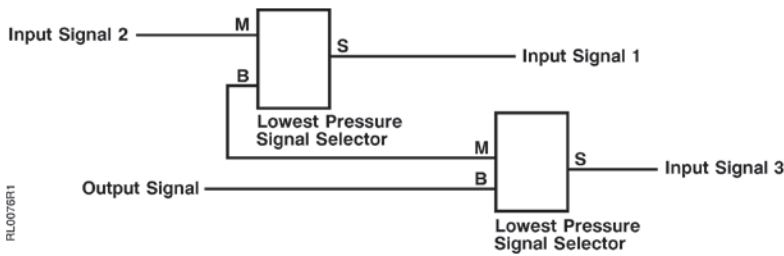 M
Input Signal 2
S
Input Signal 1
B
Lowest Pressure
Signal Selector
M
S
Input Signal 3
B
Output Signal
Lowest Pressure
Signal Selector
RL0076R1